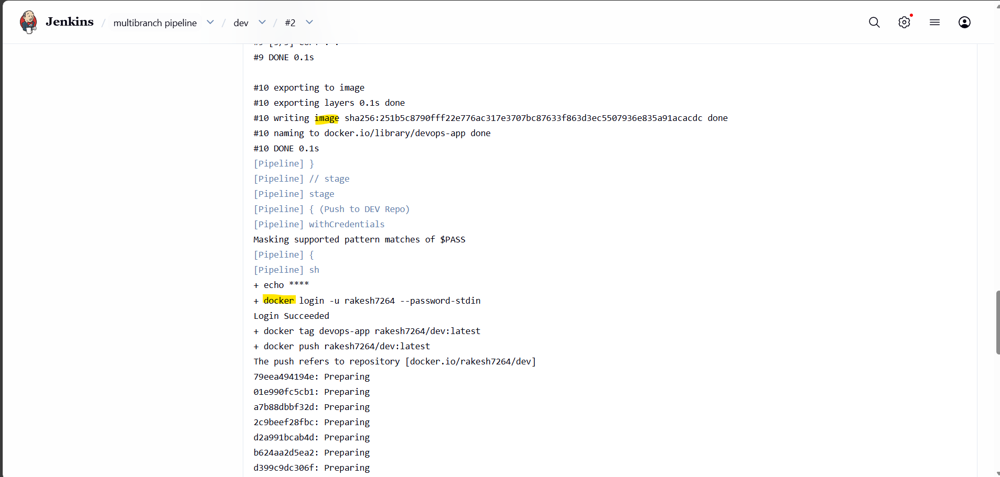 Jenkins / multibranch pipeline / dev / #2
#9 DONE 0.1s
#10 exporting to image
#10 exporting layers 0.1s done
#10 writing image sha256:251b5c8790fff22e776ac317e3707bc87633f863d3ec5507936e835a91acacdc done
#10 naming to docker.io/library/devops-app done
#10 DONE 0.1s
[Pipeline] }
[Pipeline] // stage
[Pipeline] stage
[Pipeline] { (Push to DEV Repo)
[Pipeline] withCredentials
Masking supported pattern matches of $PASS
[Pipeline] {
[Pipeline] sh
+ echo ****
+ docker login -u rakesh7264 --password-stdin
Login Succeeded
+ docker tag devops-app rakesh7264/dev:latest
+ docker push rakesh7264/dev:latest
The push refers to repository [docker.io/rakesh7264/dev]
79eea494194e: Preparing
01e990fc5cb1: Preparing
a7b88dbbf32d: Preparing
2c9beef28fbc: Preparing
d2a991bcab4d: Preparing
b624aa2d5ea2: Preparing
d399c9dc306f: Preparing